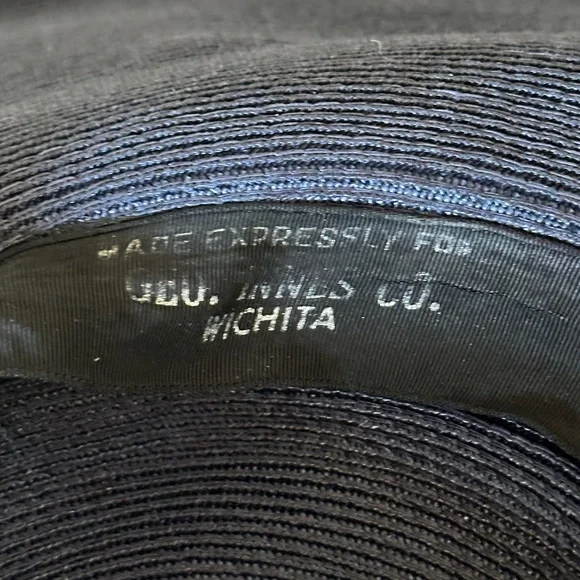 MADE EXPRESSLY FOR
GEO. INNES CO.
WICHITA